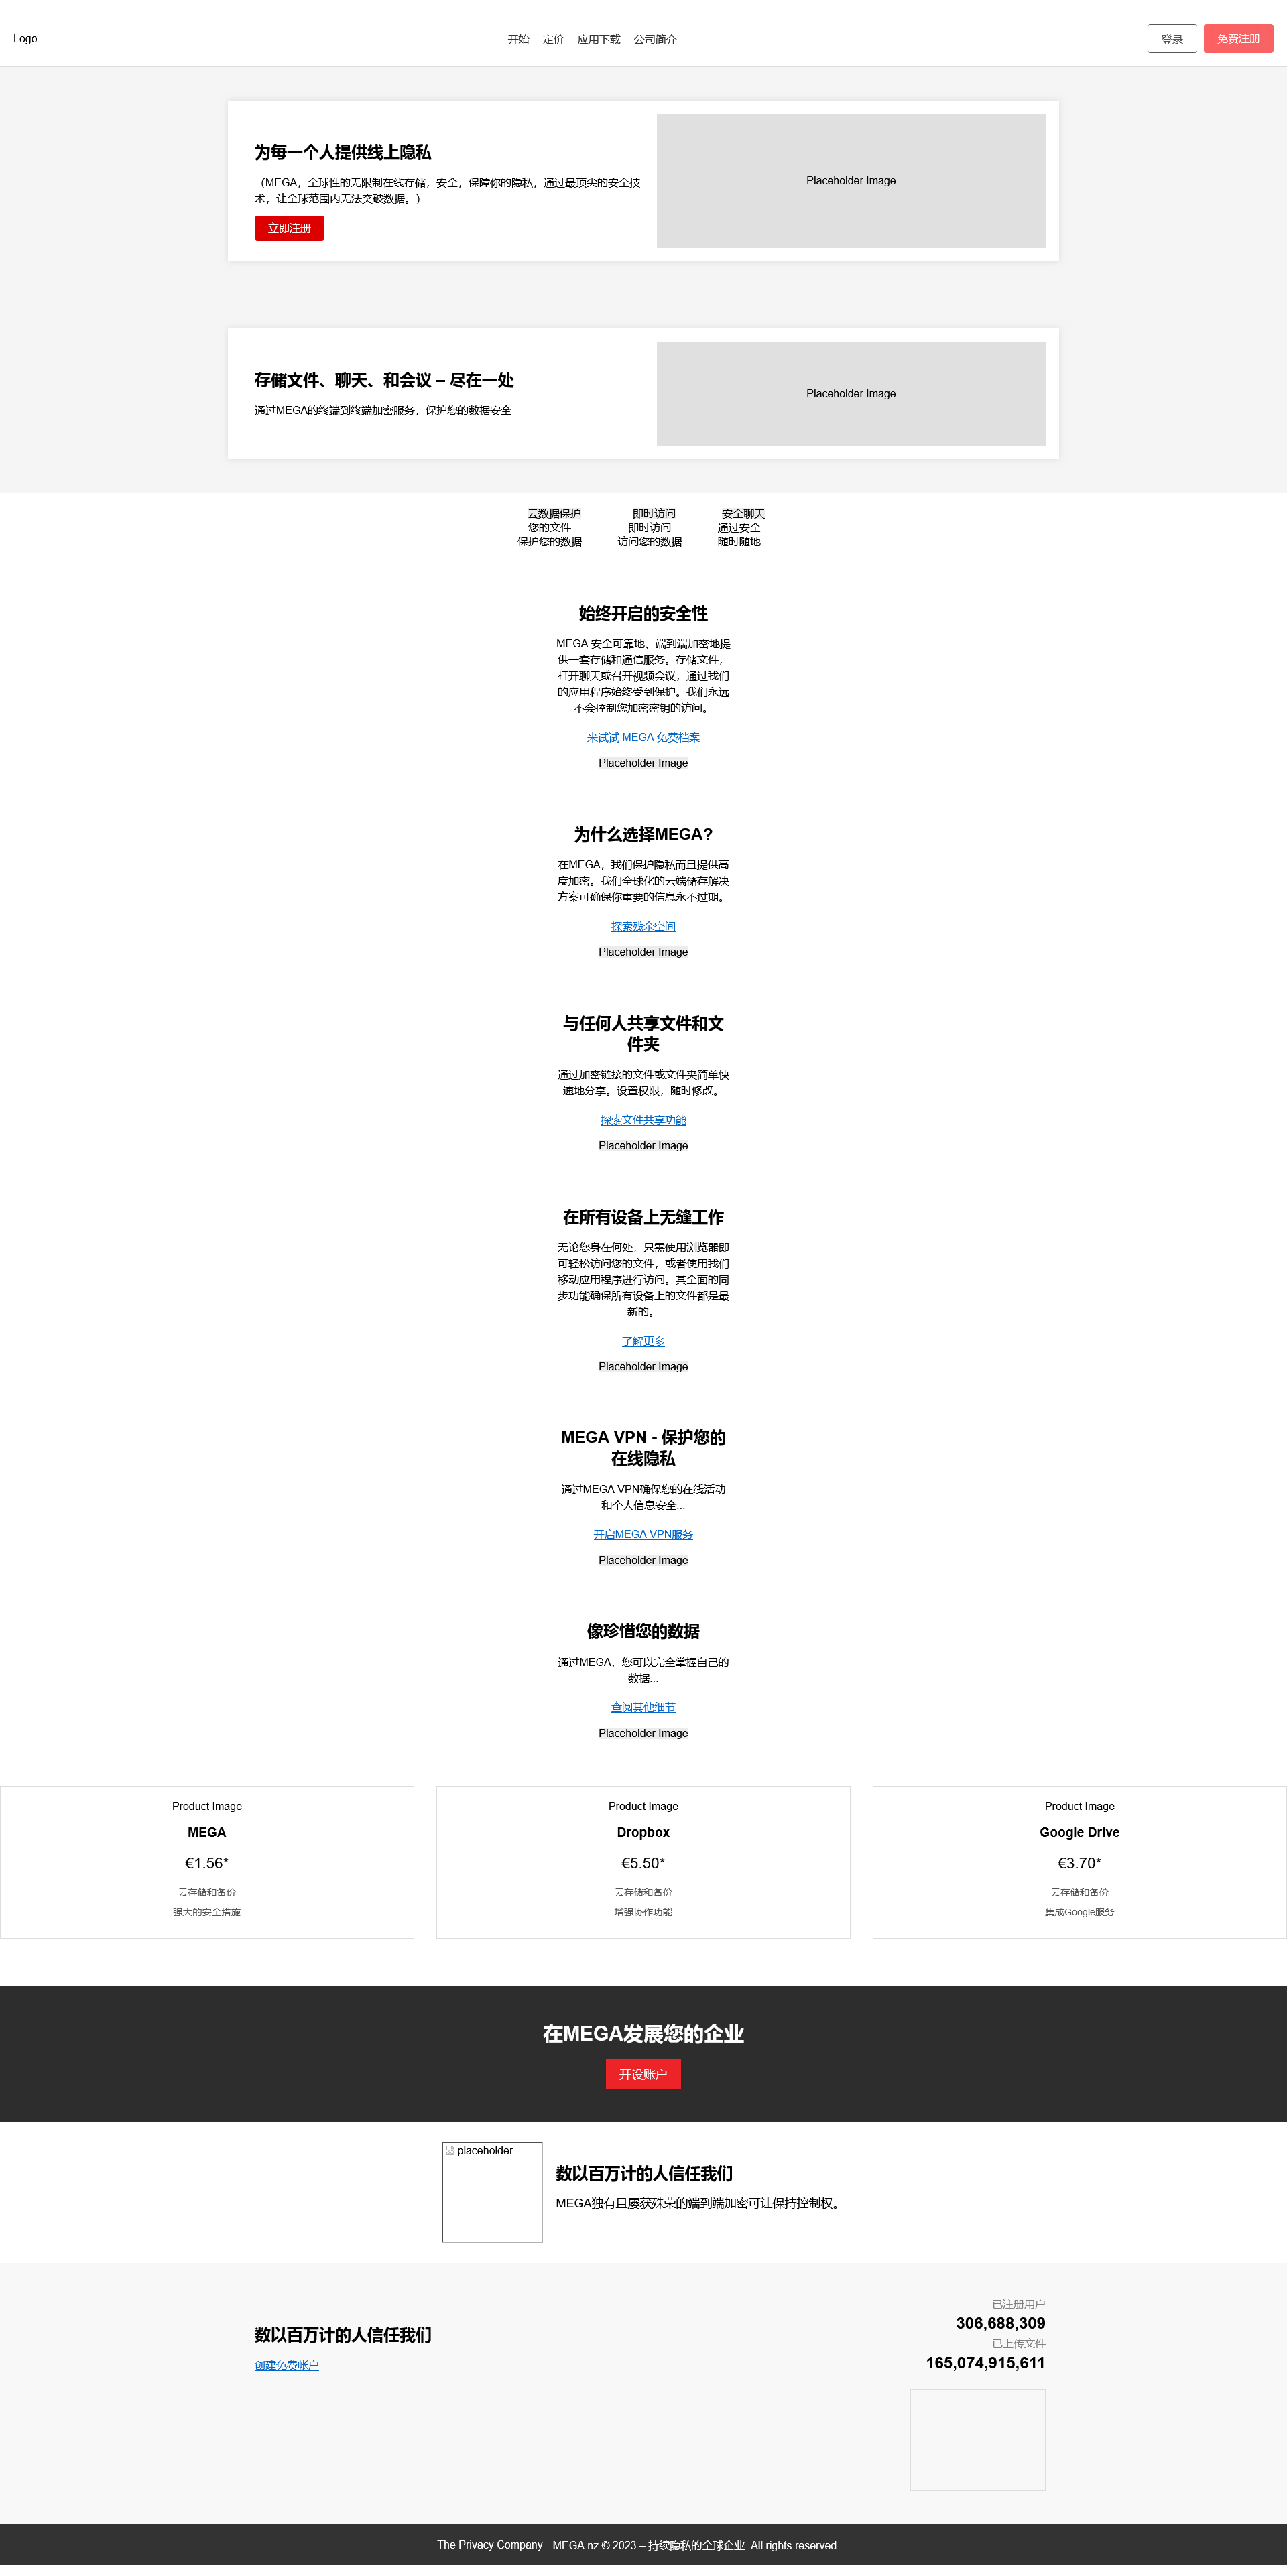 Logo
开始 定价 应用下载 公司简介
登录 免费注册
为每一个人提供线上隐私
（MEGA，全球性的无限制在线存储，安全，保障你的隐私，通过最顶尖的安全技
术，让全球范围内无法突破数据。）
立即注册
Placeholder Image
存储文件、聊天、和会议 – 尽在一处
通过MEGA的终端到终端加密服务，保护您的数据安全
Placeholder Image
云数据保护
您的文件...
保护您的数据...
即时访问
即时访问...
访问您的数据...
安全聊天
通过安全...
随时随地...
始终开启的安全性
MEGA 安全可靠地、端到端加密地提
供一套存储和通信服务。存储文件，
打开聊天或召开视频会议，通过我们
的应用程序始终受到保护。我们永远
不会控制您加密密钥的访问。
来试试 MEGA 免费档案
Placeholder Image
为什么选择MEGA?
在MEGA，我们保护隐私而且提供高
度加密。我们全球化的云端储存解决
方案可确保你重要的信息永不过期。
探索残余空间
Placeholder Image
与任何人共享文件和文
件夹
通过加密链接的文件或文件夹简单快
速地分享。设置权限，随时修改。
探索文件共享功能
Placeholder Image
在所有设备上无缝工作
无论您身在何处，只需使用浏览器即
可轻松访问您的文件，或者使用我们
移动应用程序进行访问。其全面的同
步功能确保所有设备上的文件都是最
新的。
了解更多
Placeholder Image
MEGA VPN - 保护您的
在线隐私
通过MEGA VPN确保您的在线活动
和个人信息安全...
开启MEGA VPN服务
Placeholder Image
像珍惜您的数据
通过MEGA，您可以完全掌握自己的
数据...
查阅其他细节
Placeholder Image
Product Image
MEGA
€1.56*
云存储和备份
强大的安全措施
Product Image
Dropbox
€5.50*
云存储和备份
增强协作功能
Product Image
Google Drive
€3.70*
云存储和备份
集成Google服务
在MEGA发展您的企业
开设账户
placeholder
数以百万计的人信任我们
MEGA独有且屡获殊荣的端到端加密可让保持控制权。
数以百万计的人信任我们
创建免费帐户
已注册用户
306,688,309
已上传文件
165,074,915,611
The Privacy Company MEGA.nz © 2023 – 持续隐私的全球企业. All rights reserved.